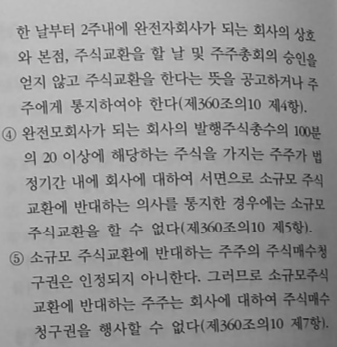 한 날부터 2주내에 완전자회사가 되는 회사의 상호
와 본점, 주식교환을 할 날 및 주주총회의 승인을
얻지 않고 주식교환을 한다는 뜻을 공고하거나 주
주에게 통지하여야 한다(제360조의10 제4항).
④ 완전모회사가 되는 회사의 발행주식총수의 100분
의 20 이상에 해당하는 주식을 가지는 주주가 법
정기간 내에 회사에 대하여 서면으로 소규모 주식
교환에 반대하는 의사를 통지한 경우에는 소규모
주식교환을 할 수 없다(제360조의10 제5항).
⑤ 소규모 주식교환에 반대하는 주주의 주식매수청
구권은 인정되지 아니한다. 그러므로 소규모주식
교환에 반대하는 주주는 회사에 대하여 주식매수
청구권을 행사할 수 없다(제360조의10 제7항).